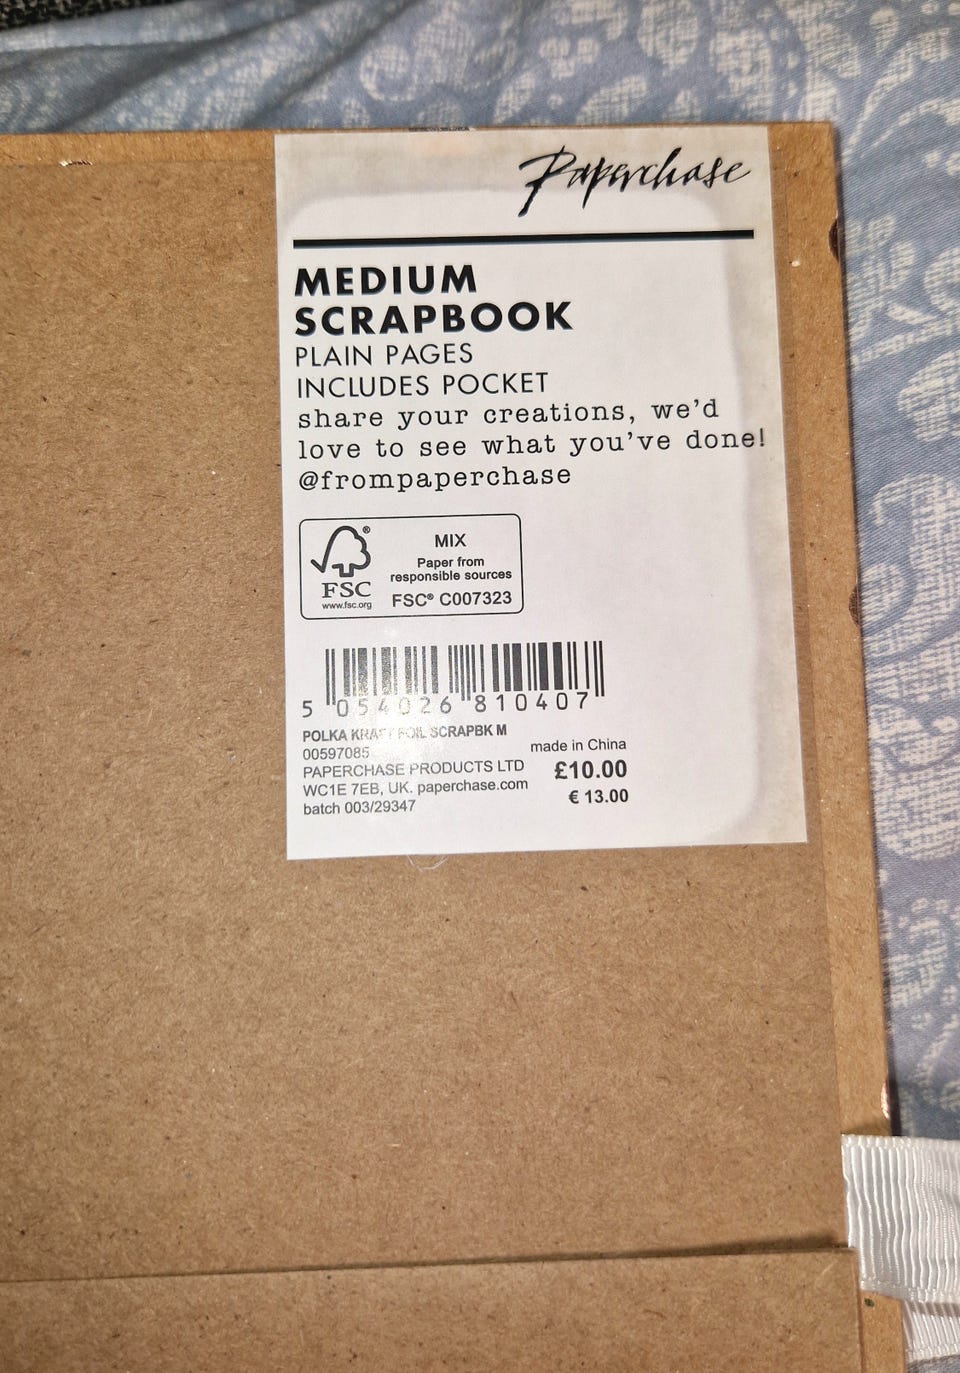 Paperchase
MEDIUM
SCRAPBOOK
PLAIN PAGES
INCLUDES POCKET
share your creations, we'd
love to see what you've done!
@frompaperchase
FSC®
www.fsc.org
MIX
Paper from
responsible sources
FSC® C007323
5 054026 810407
POLKA KRAFT FOIL SCRAPBK M
00597085
PAPERCHASE PRODUCTS LTD
WC1E 7EB, UK. paperchase.com
batch 003/29347
made in China
£10.00
€ 13.00